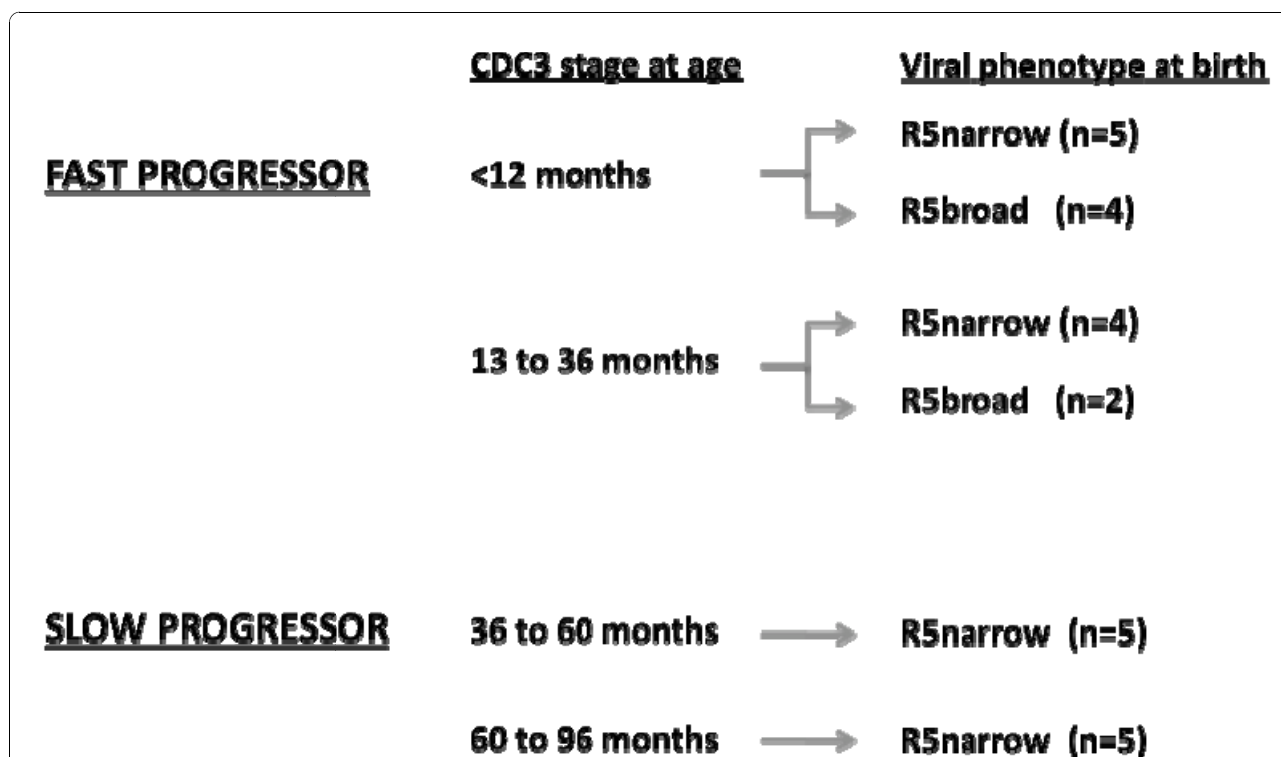 CDC3 stage at age Viral phenotype at birth
R5narrow (n=5)
FAST PROGRESSOR <12 months
R5broad (n=4)
R5narrow (n=4)
13 to 36 months
R5broad (n=2)
SLOW PROGRESSOR 36 to 60 months R5narrow (n=5)
60 to 96 months R5narrow (n=5)